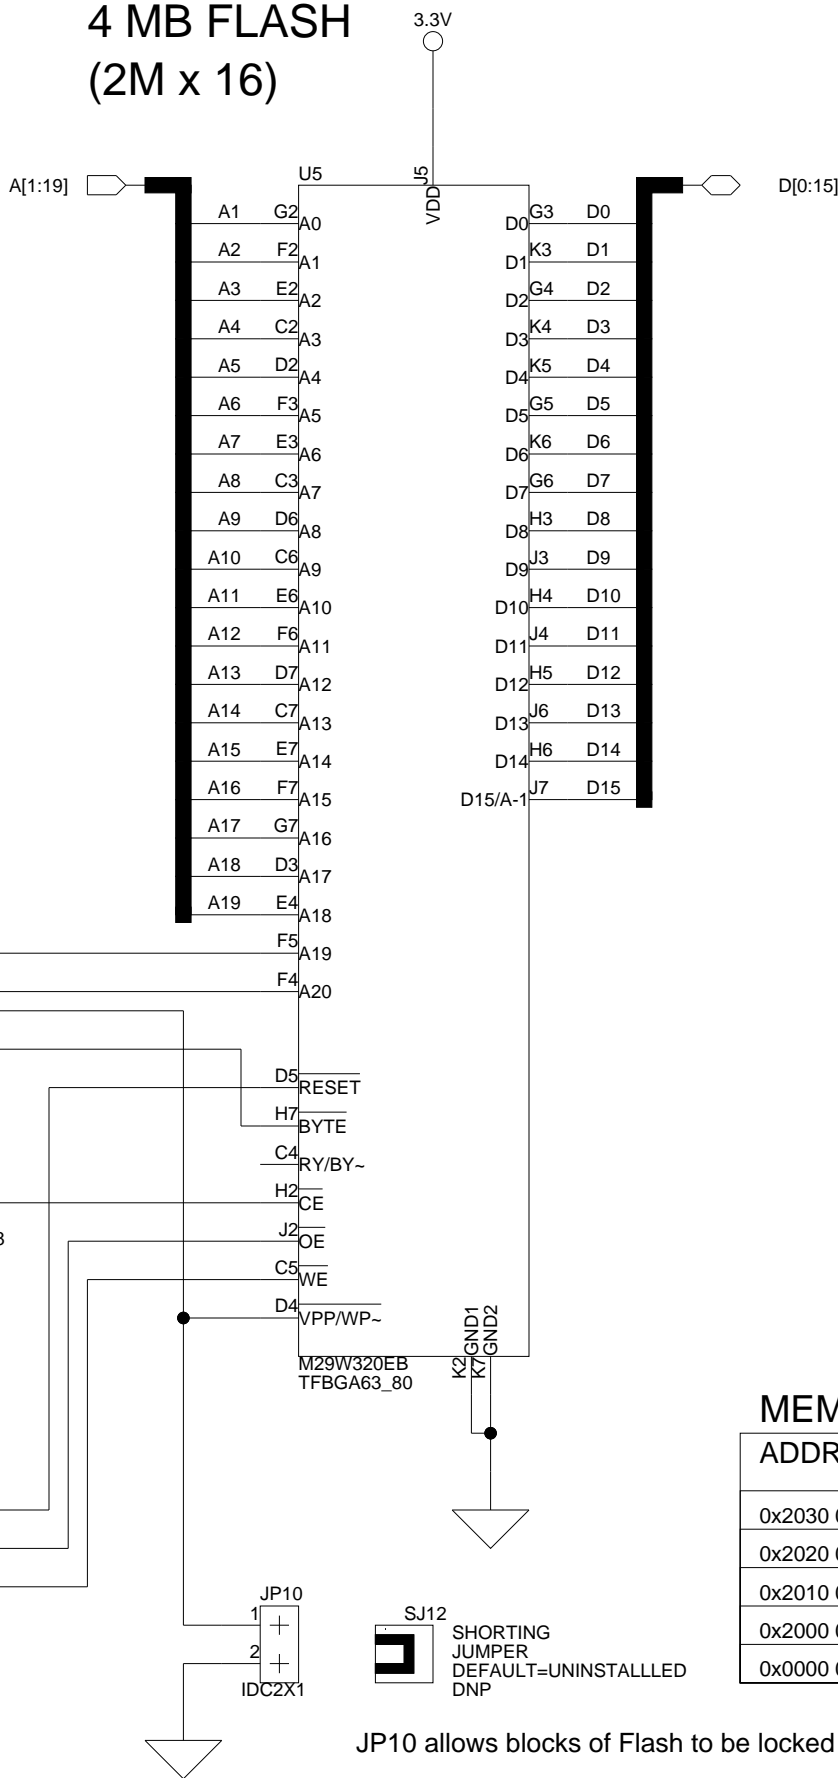 4 MB FLASH
(2M x 16)
3.3V
A[1:19]
D[0:15]
U5
J5
VDD
A1 G2 A0
A2 F2 A1
A3 E2 A2
A4 C2 A3
A5 D2 A4
A6 F3 A5
A7 E3 A6
A8 C3 A7
A9 D6 A8
A10 C6 A9
A11 E6 A10
A12 F6 A11
A13 D7 A12
A14 C7 A13
A15 E7 A14
A16 F7 A15
A17 G7 A16
A18 D3 A17
A19 E4 A18
F5 A19
F4 A20
D0 G3 D0
D1 K3 D1
D2 G4 D2
D3 K4 D3
D4 K5 D4
D5 G5 D5
D6 K6 D6
D7 G6 D7
D8 H3 D8
D9 J3 D9
D10 H4 D10
D11 J4 D11
D12 H5 D12
D13 J6 D13
D14 H6 D14
D15/A-1 J7 D15
D5 RESET
H7 BYTE
C4 RY/BY~
H2 CE
J2 OE
C5 WE
D4 VPP/WP~
K2 GND1
K7 GND2
M29W320EB
TFBGA63_80
JP10
1
2
IDC2X1
SJ12
SHORTING
JUMPER
DEFAULT=UNINSTALLLED
DNP
MEM
ADDR
0x2030
0x2020
0x2010
0x2000
0x0000
JP10 allows blocks of Flash to be locked